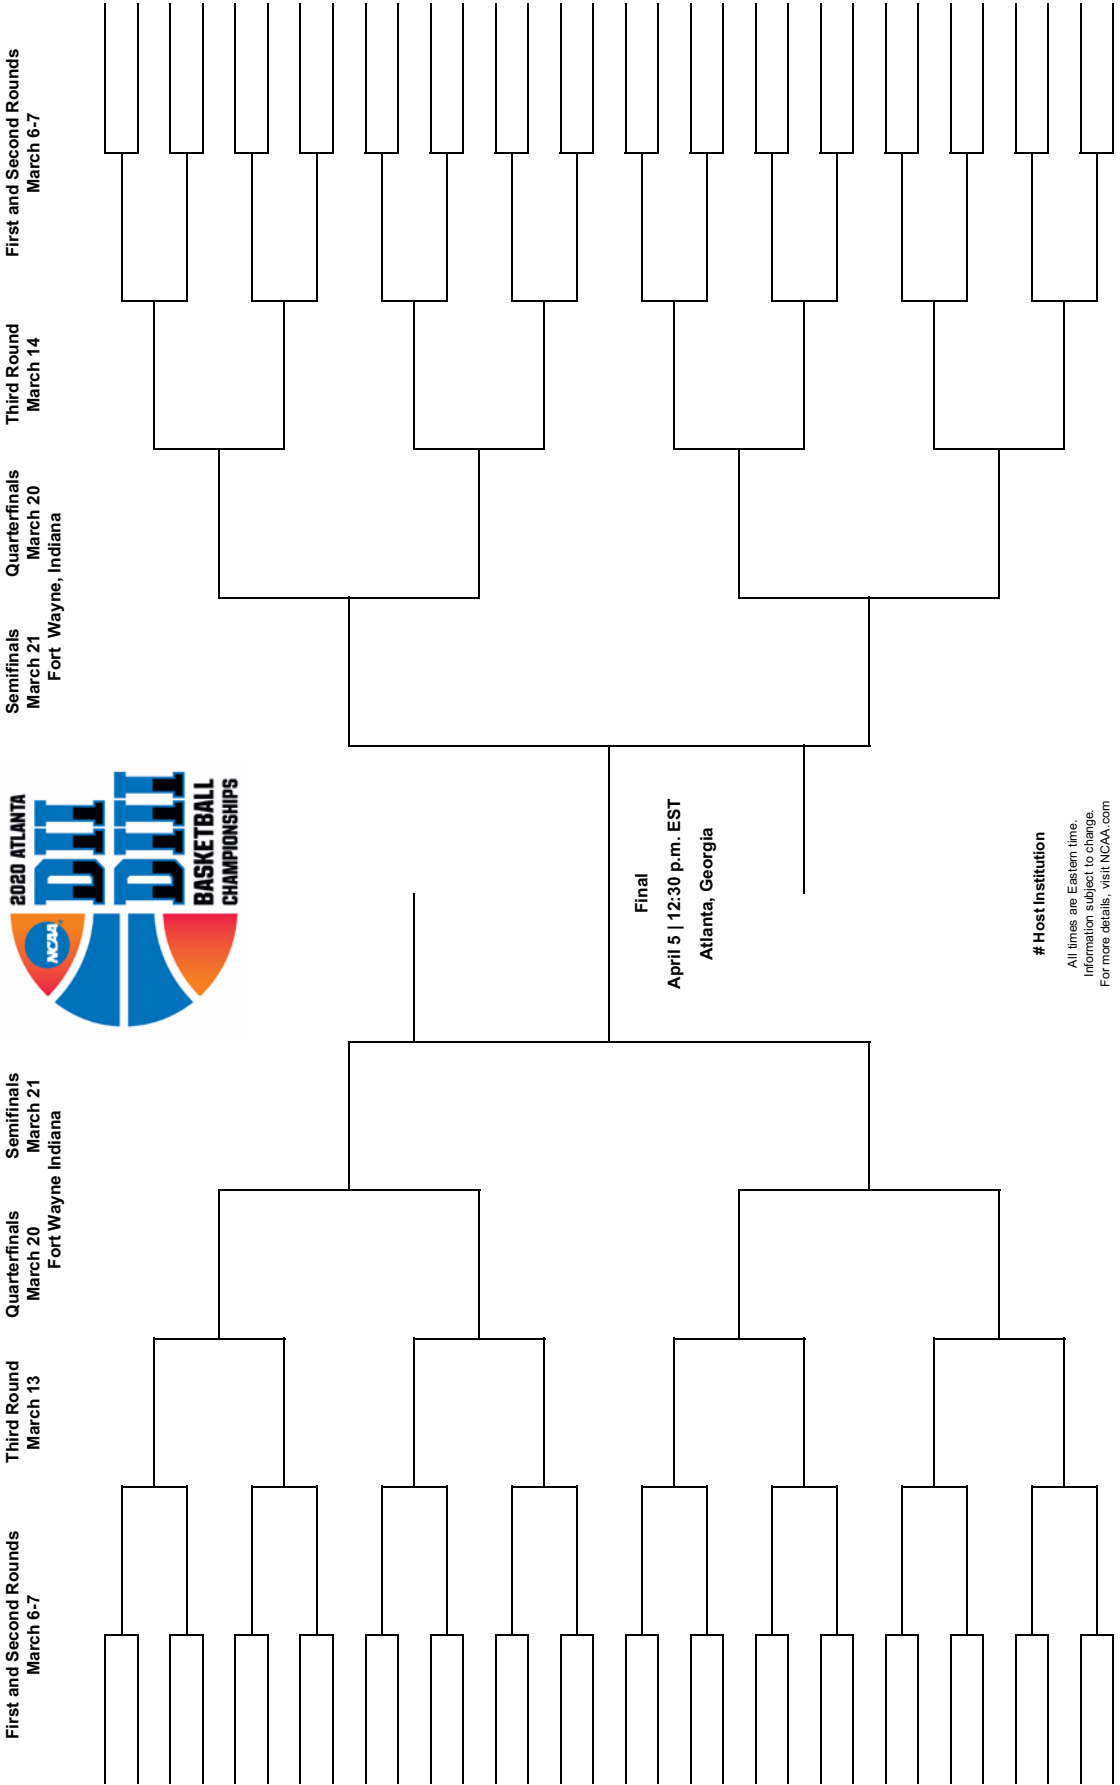 First and Second Rounds
March 6-7
Third Round
March 13
Quarterfinals
March 20
Semifinals
March 21
Fort Wayne Indiana
NCAA®
2020 ATLANTA
DII
DIII
BASKETBALL
CHAMPIONSHIPS
Semifinals
March 21
Quarterfinals
March 20
Fort Wayne, Indiana
Third Round
March 14
First and Second Rounds
March 6-7
Final
April 5 | 12:30 p.m. EST
Atlanta, Georgia
# Host Institution
All times are Eastern time.
Information subject to change.
For more details, visit NCAA.com